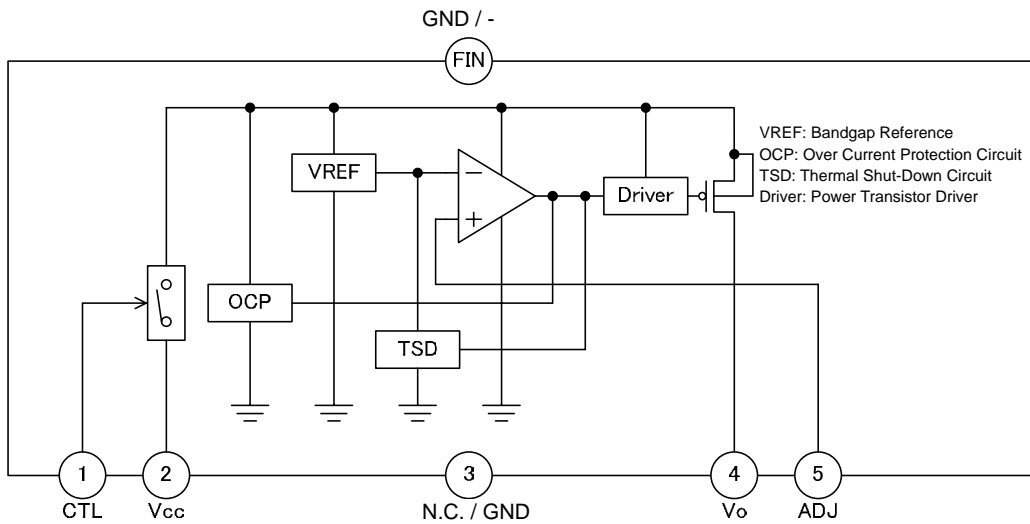 GND / -
FIN
VREF: Bandgap Reference
OCP: Over Current Protection Circuit
TSD: Thermal Shut-Down Circuit
Driver: Power Transistor Driver
VREF
−
+
Driver
OCP
TSD
1
2
3
4
5
CTL
Vcc
N.C. / GND
Vo
ADJ